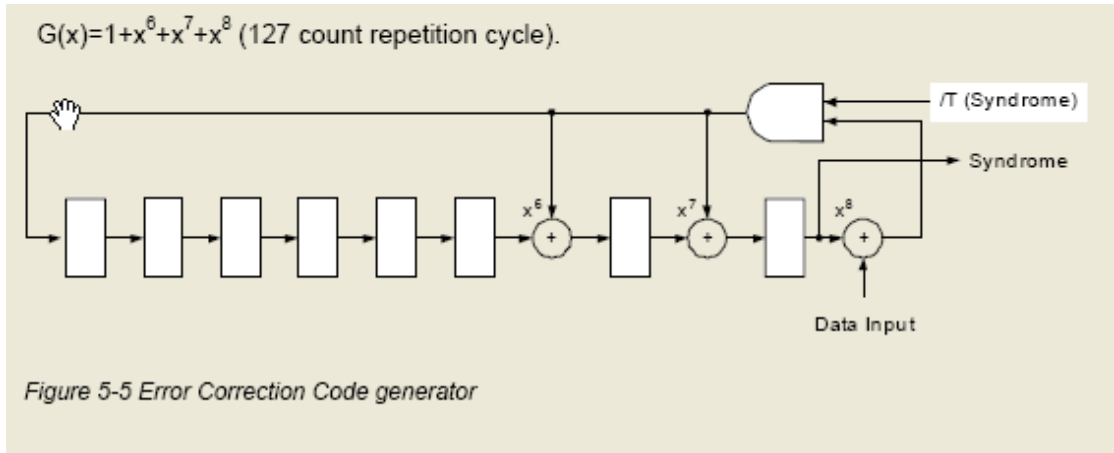 G(x)=1+x⁶+x⁷+x⁸ (127 count repetition cycle).
/T (Syndrome)
Syndrome
x⁶
x⁷
x⁸
+
+
+
Data Input
Figure 5-5 Error Correction Code generator